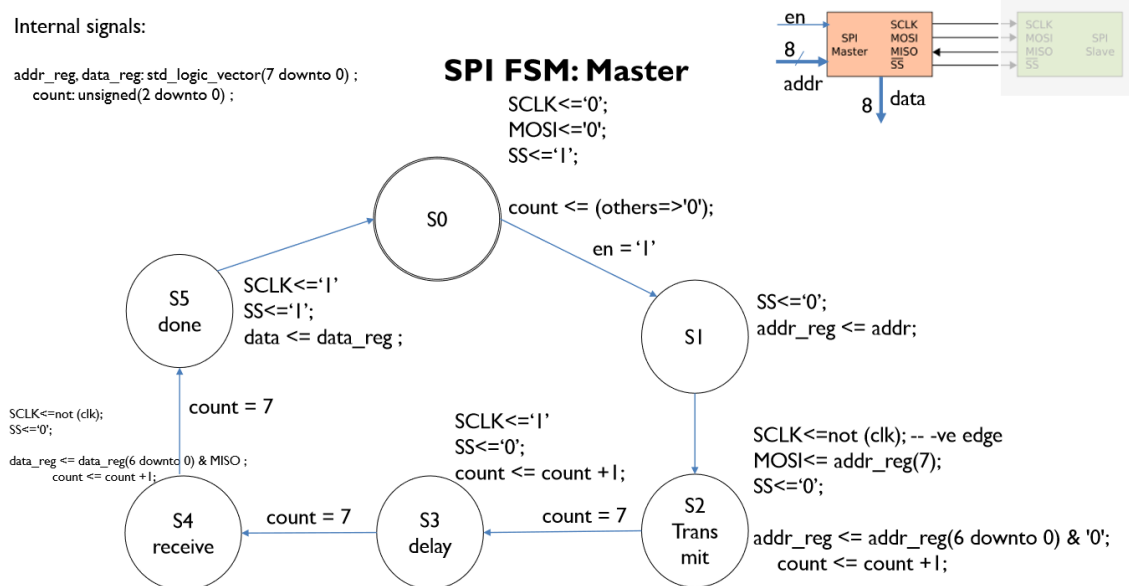 Internal signals:
addr_reg, data_reg: std_logic_vector(7 downto 0) ;
count: unsigned(2 downto 0) ;
SPI FSM: Master
en
8
addr
SPI
Master
SCLK
MOSI
MISO
SS
8
data
SCLK
MOSI
MISO
SS
SPI
Slave
SCLK<=‘0’;
MOSI<='0';
SS<=‘1’;
S0
count <= (others=>'0');
en = ‘1’
S1
SS<=‘0’;
addr_reg <= addr;
S2
Trans
mit
SCLK<=not (clk); -- -ve edge
MOSI<= addr_reg(7);
SS<=‘0’;
addr_reg <= addr_reg(6 downto 0) & '0';
count <= count +1;
count = 7
S3
delay
SCLK<=‘1’
SS<=‘0’;
count <= count +1;
count = 7
S4
receive
SCLK<=not (clk);
SS<=‘0’;
data_reg <= data_reg(6 downto 0) & MISO ;
count <= count +1;
count = 7
S5
done
SCLK<=‘1’
SS<=‘1’;
data <= data_reg ;